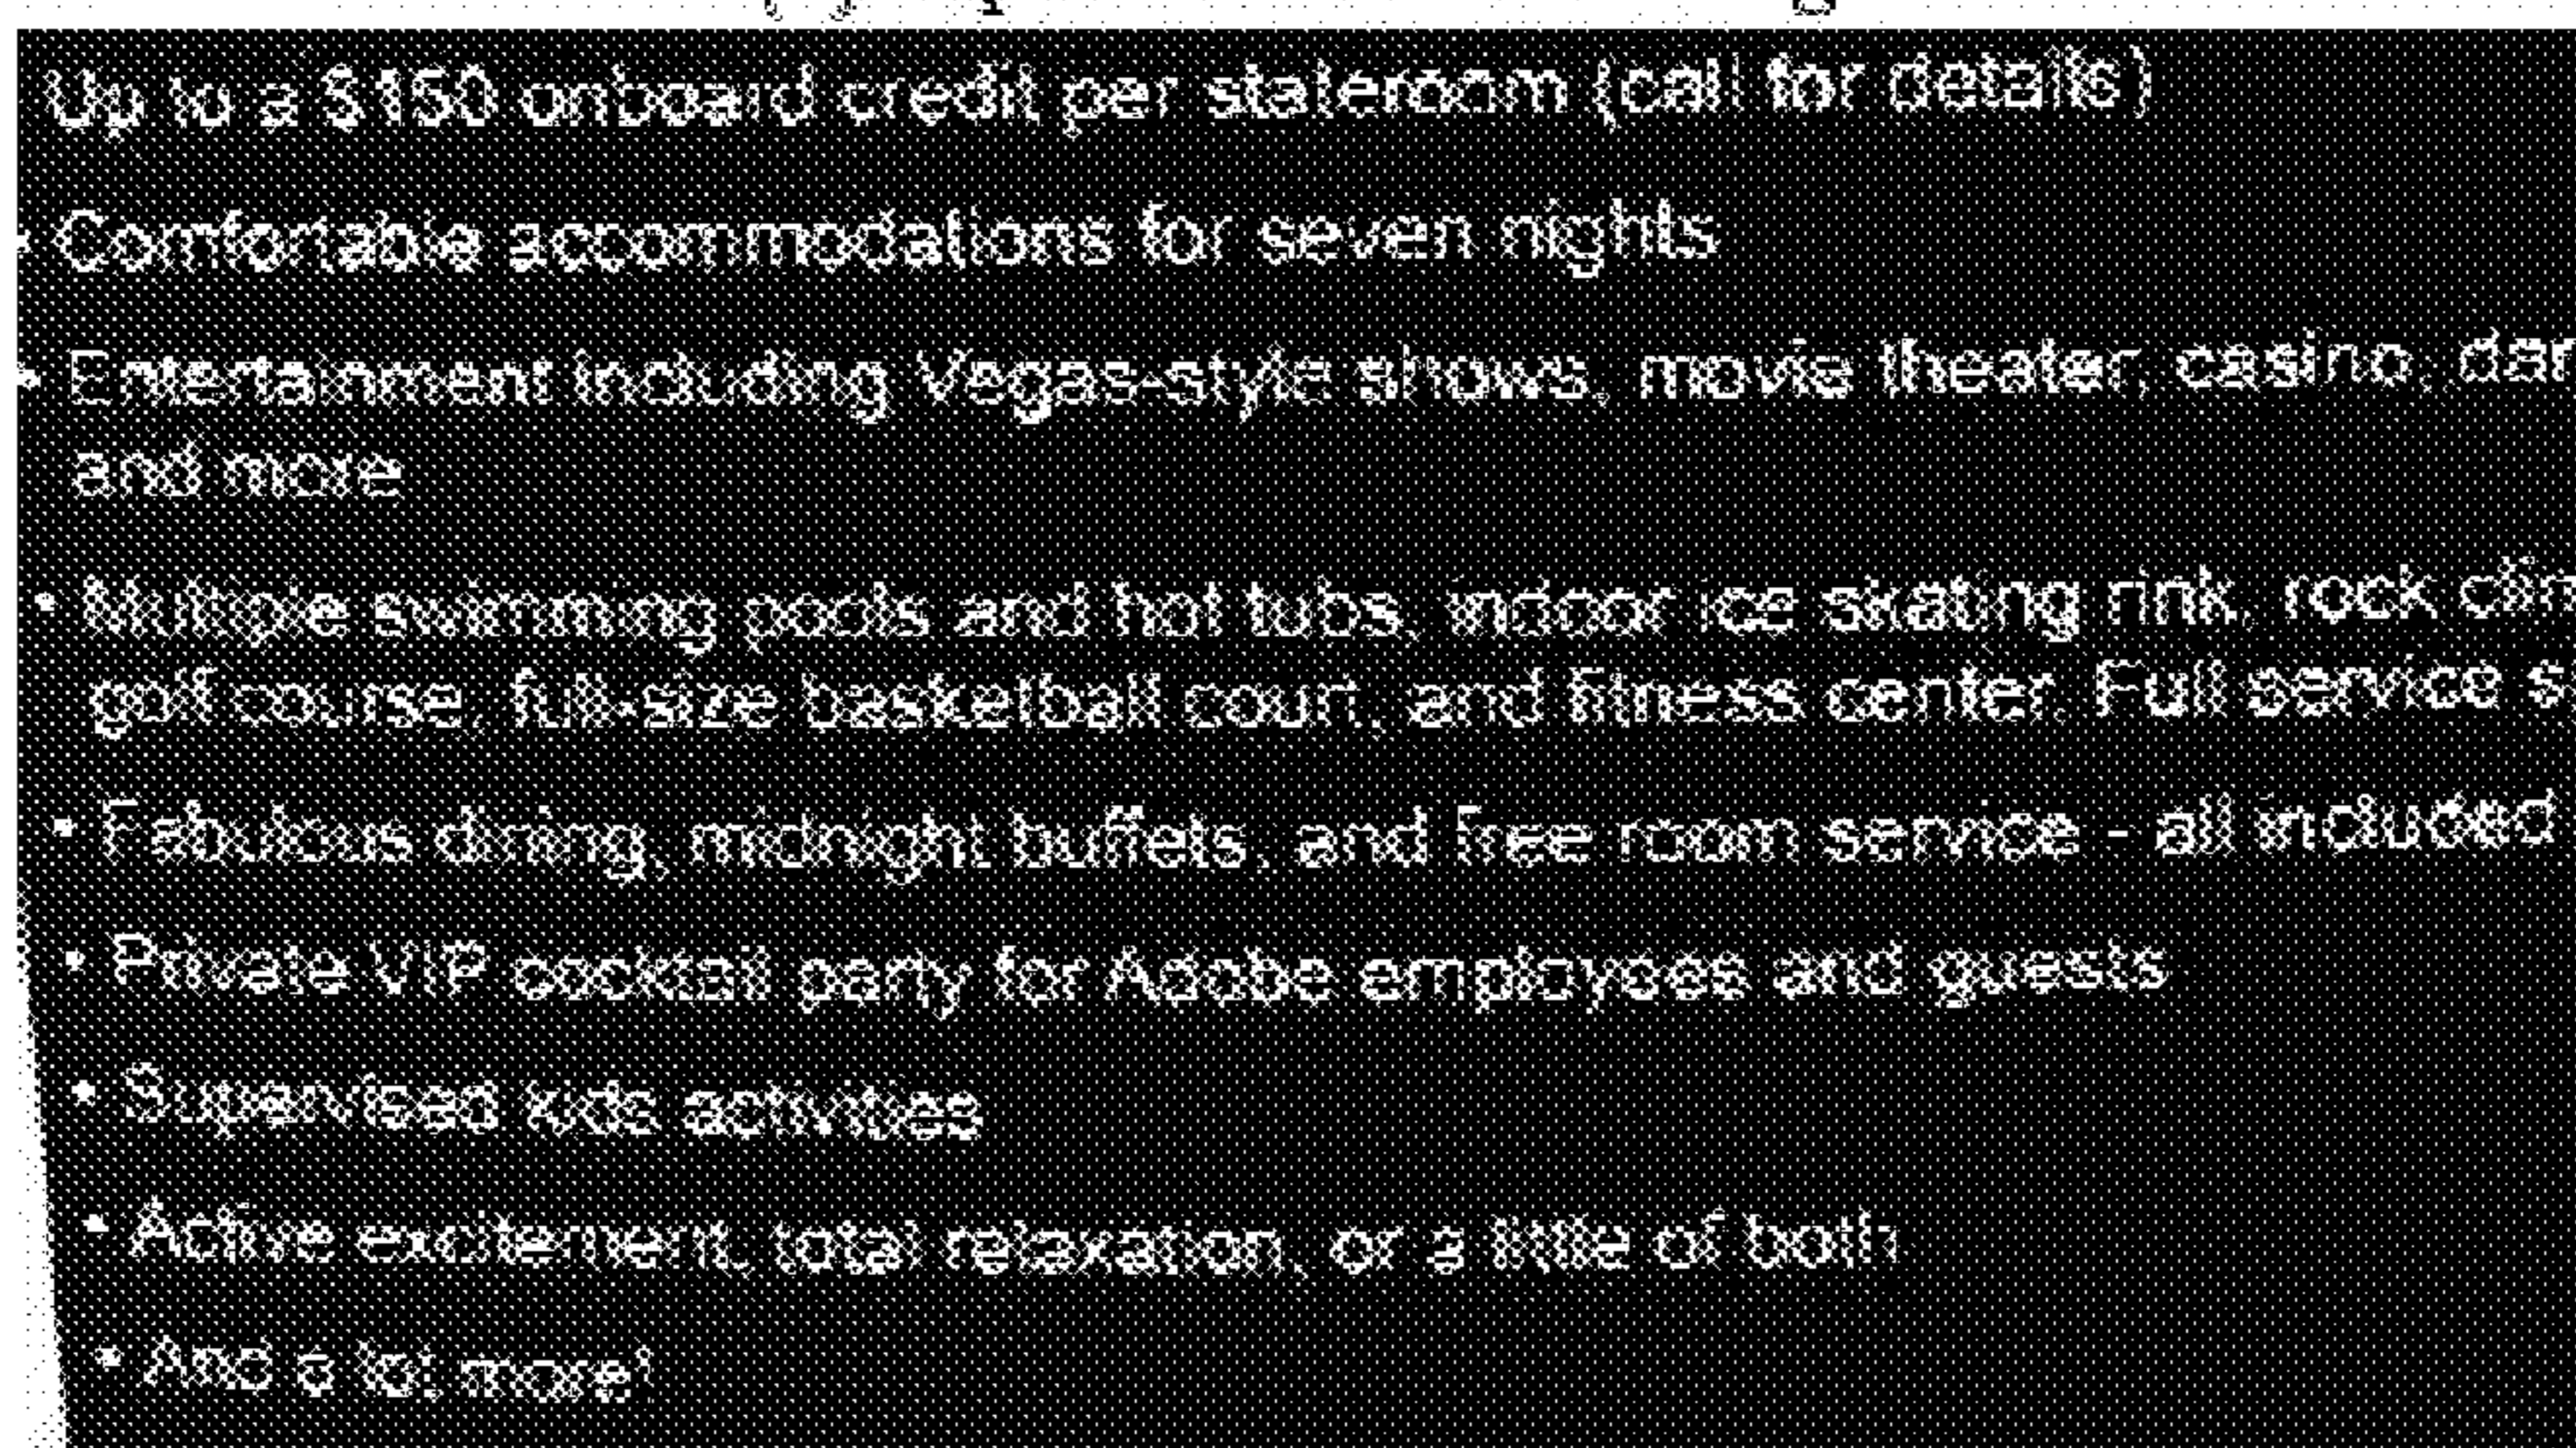 Up to a $150 onboard credit per stateroom (call for details)
• Comfortable accommodations for seven nights
• Entertainment including Vegas-style shows, movie theater, casino, dan
and more
• Multiple swimming pools and hot tubs, indoor ice skating rink, rock clim
golf course, full-size basketball court, and fitness center. Full service s
• Fabulous dining, midnight buffets, and free room service - all included
• Private VIP cocktail party for Adobe employees and guests
• Supervised kids activities
• Active excitement, total relaxation, or a little of both
• And a lot more!